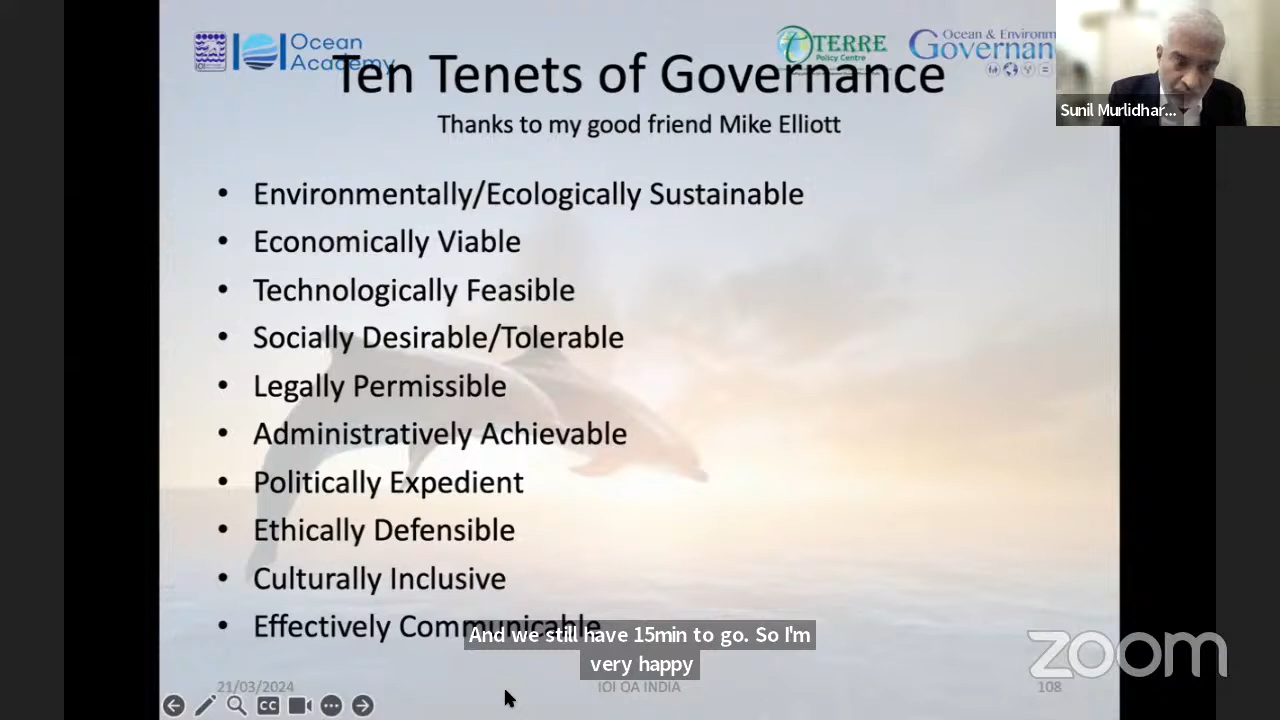 Ocean
Academy
TERRE
Policy Centre
Ocean & Environm
Governan
Ten Tenets of Governance
Thanks to my good friend Mike Elliott
Sunil Murlidhar...
• Environmentally/Ecologically Sustainable
• Economically Viable
• Technologically Feasible
• Socially Desirable/Tolerable
• Legally Permissible
• Administratively Achievable
• Politically Expedient
• Ethically Defensible
• Culturally Inclusive
• Effectively Communicable
And we still have 15min to go. So I'm
very happy
zoom
21/03/2024
IOI OA INDIA
108
CC